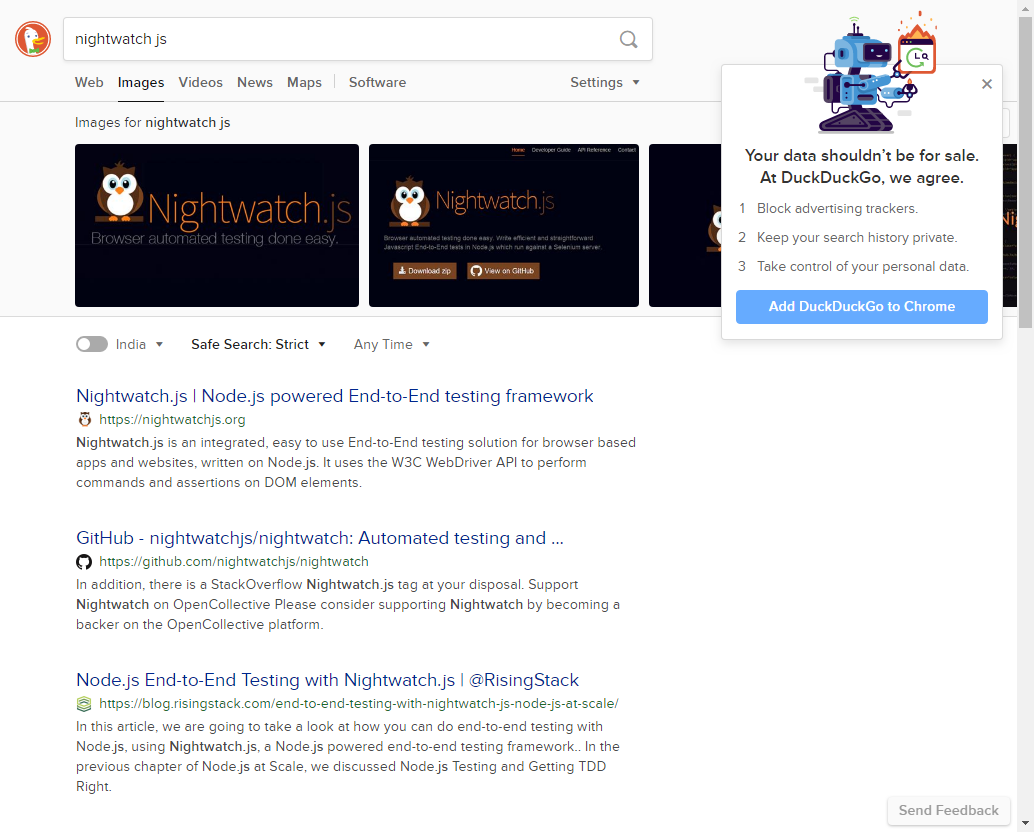 nightwatch js
Web Images Videos News Maps Software Settings
Images for nightwatch js
Nightwatch.js
Browser automated testing done easy.
Home Developer Guide API Reference Contact
Nightwatch.js
Browser automated testing done easy. Write efficient and straightforward
Javascript End-to-End tests in Node.js which run against a Selenium server.
Download zip View on GitHub
Your data shouldn’t be for sale.
At DuckDuckGo, we agree.
1 Block advertising trackers.
2 Keep your search history private.
3 Take control of your personal data.
Add DuckDuckGo to Chrome
India Safe Search: Strict Any Time
Nightwatch.js | Node.js powered End-to-End testing framework
https://nightwatchjs.org
Nightwatch.js is an integrated, easy to use End-to-End testing solution for browser based
apps and websites, written on Node.js. It uses the W3C WebDriver API to perform
commands and assertions on DOM elements.
GitHub - nightwatchjs/nightwatch: Automated testing and ...
https://github.com/nightwatchjs/nightwatch
In addition, there is a StackOverflow Nightwatch.js tag at your disposal. Support
Nightwatch on OpenCollective Please consider supporting Nightwatch by becoming a
backer on the OpenCollective platform.
Node.js End-to-End Testing with Nightwatch.js | @RisingStack
https://blog.risingstack.com/end-to-end-testing-with-nightwatch-js-node-js-at-scale/
In this article, we are going to take a look at how you can do end-to-end testing with
Node.js, using Nightwatch.js, a Node.js powered end-to-end testing framework.. In the
previous chapter of Node.js at Scale, we discussed Node.js Testing and Getting TDD
Right.
Send Feedback